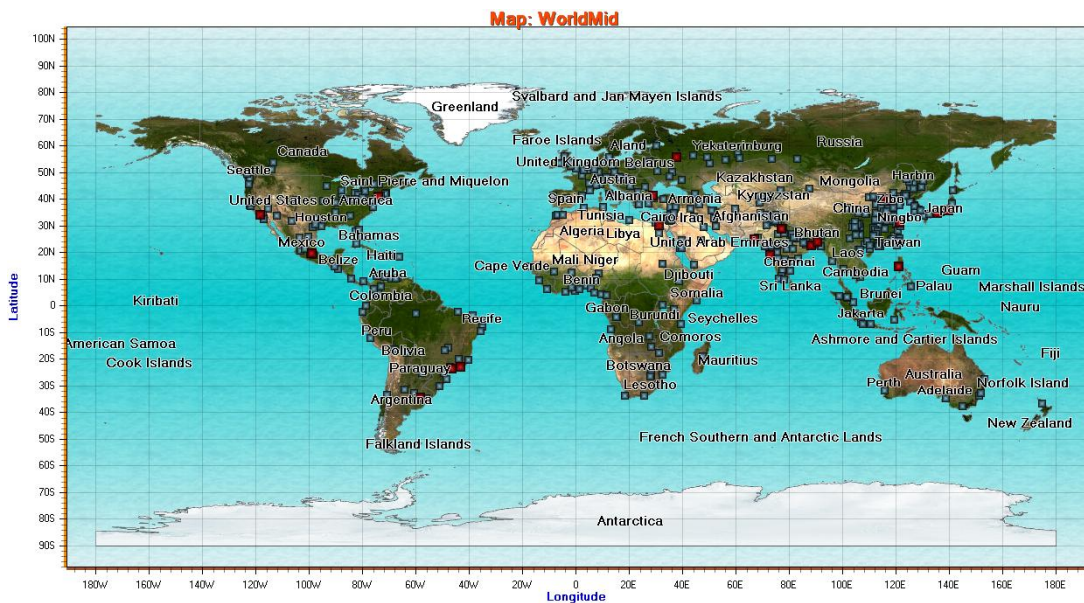 Map: WorldMid
100N
90N
80N
70N
60N
50N
40N
30N
20N
10N
0
10S
20S
30S
40S
50S
60S
70S
80S
90S
Latitude
Greenland
Svalbard and Jan Mayen Islands
Faroe Islands
Aland
Yekaterinburg
Russia
Canada
Seattle
United Kingdom
Belarus
Saint Pierre and Miquelon
Austria
Kazakhstan
Mongolia
Harbin
United States of America
Spain
Albania
Armenia
Kyrgyzstan
Zibo
China
Japan
Houston
Tunisia
Cairo
Iraq
Afghanistan
Ningbo
Bahamas
Algeria
Libya
Bhutan
Mexico
United Arab Emirates
Taiwan
Haiti
Belize
Mali
Niger
Chennai
Laos
Cape Verde
Aruba
Benin
Djibouti
Cambodia
Guam
Sri Lanka
Palau
Marshall Islands
Kiribati
Colombia
Gabon
Somalia
Brunei
Nauru
Recife
Burundi
Seychelles
Jakarta
Peru
American Samoa
Angola
Comoros
Ashmore and Cartier Islands
Bolivia
Cook Islands
Mauritius
Fiji
Paraguay
Botswana
Australia
Lesotho
Perth
Adelaide
Norfolk Island
Argentina
New Zealand
Falkland Islands
French Southern and Antarctic Lands
Antarctica
180W 160W 140W 120W 100W 80W 60W 40W 20W 0 20E 40E 60E 80E 100E 120E 140E 160E 180E 190E
Longitude